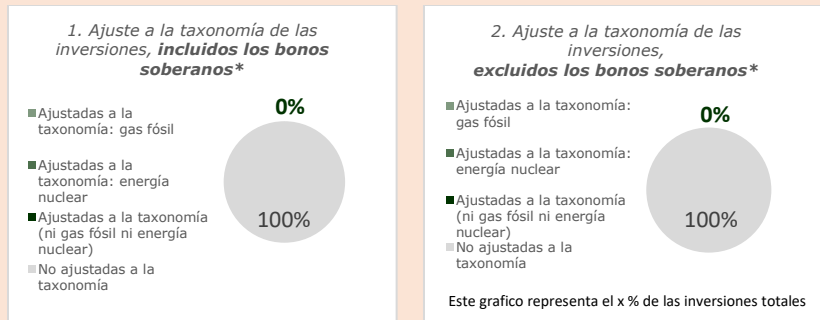 1. Ajuste a la taxonomía de las
inversiones, incluidos los bonos
soberanos*
0%
Ajustadas a la
taxonomía: gas fósil
Ajustadas a la
taxonomía: energía
nuclear
Ajustadas a la taxonomía
(ni gas fósil ni energía
nuclear)
No ajustadas a la
taxonomía
100%
2. Ajuste a la taxonomía de las
inversiones,
excluidos los bonos soberanos*
0%
Ajustadas a la taxonomía:
gas fósil
Ajustadas a la taxonomía:
energía nuclear
Ajustadas a la taxonomía
(ni gas fósil ni energía
nuclear)
No ajustadas a la
taxonomía
100%
Este grafico representa el x % de las inversiones totales